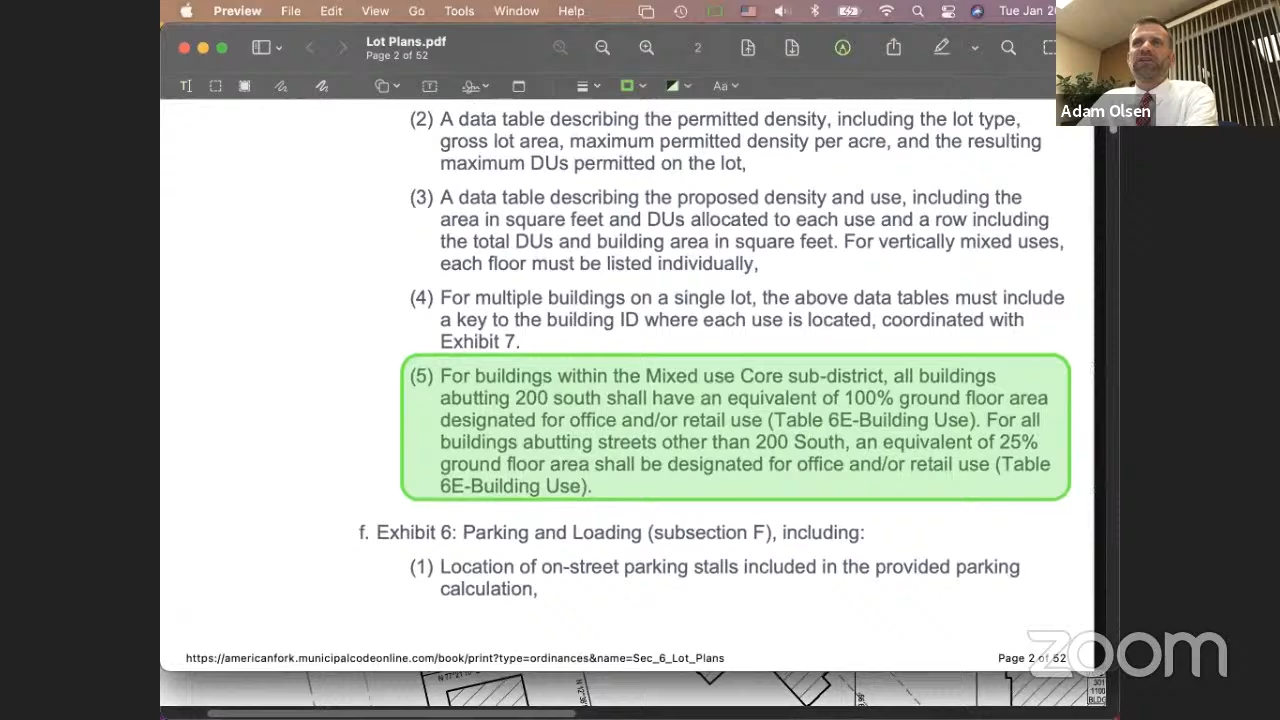 Preview File Edit View Go Tools Window Help Tue Jan 20
Lot Plans.pdf
Page 2 of 52
2
Adam Olsen
Aa
(2) A data table describing the permitted density, including the lot type,
gross lot area, maximum permitted density per acre, and the resulting
maximum DUs permitted on the lot,
(3) A data table describing the proposed density and use, including the
area in square feet and DUs allocated to each use and a row including
the total DUs and building area in square feet. For vertically mixed uses,
each floor must be listed individually,
(4) For multiple buildings on a single lot, the above data tables must include
a key to the building ID where each use is located, coordinated with
Exhibit 7.
(5) For buildings within the Mixed use Core sub-district, all buildings
abutting 200 south shall have an equivalent of 100% ground floor area
designated for office and/or retail use (Table 6E-Building Use). For all
buildings abutting streets other than 200 South, an equivalent of 25%
ground floor area shall be designated for office and/or retail use (Table
6E-Building Use).
f. Exhibit 6: Parking and Loading (subsection F), including:
(1) Location of on-street parking stalls included in the provided parking
calculation,
https://americanfork.municipalcodeonline.com/book/print?type=ordinances&name=Sec_6_Lot_Plans Page 2 of 52
zoom